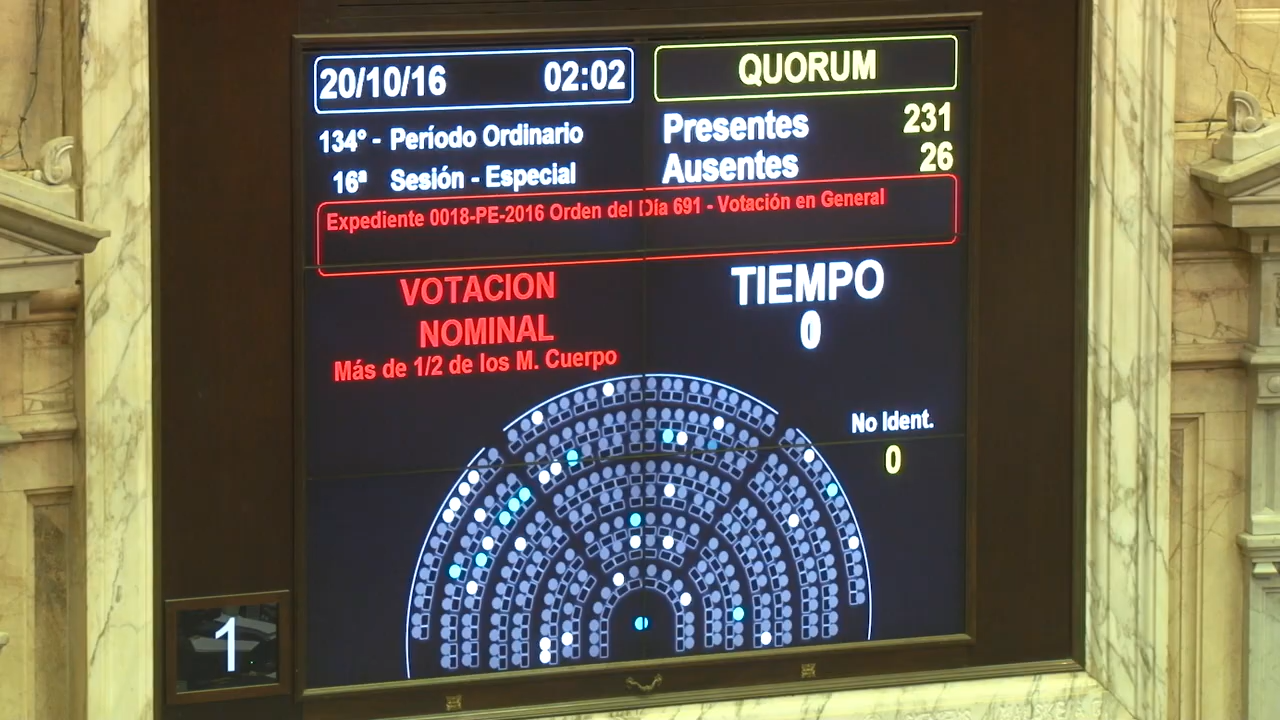 20/10/16 02:02
134º - Período Ordinario
16ª Sesión - Especial
QUORUM
Presentes 231
Ausentes 26
Expediente 0018-PE-2016 Orden del Día 691 - Votación en General
VOTACION
NOMINAL
Más de 1/2 de los M. Cuerpo
TIEMPO
0
No Ident.
0
1